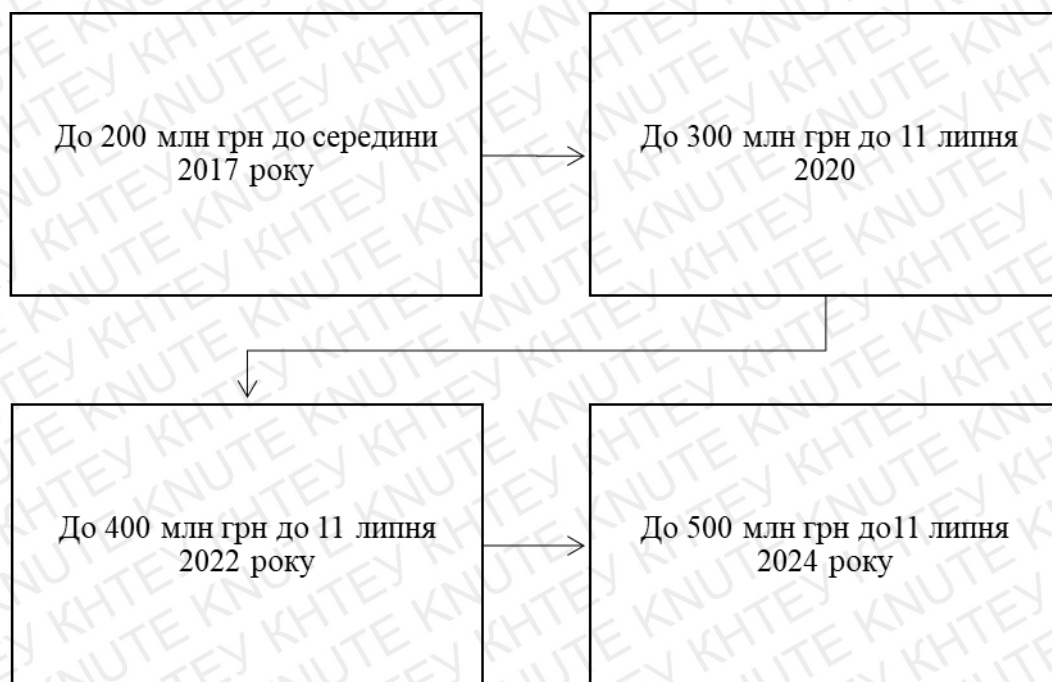 До 200 млн грн до середини
2017 року
До 300 млн грн до 11 липня
2020
До 400 млн грн до 11 липня
2022 року
До 500 млн грн до11 липня
2024 року